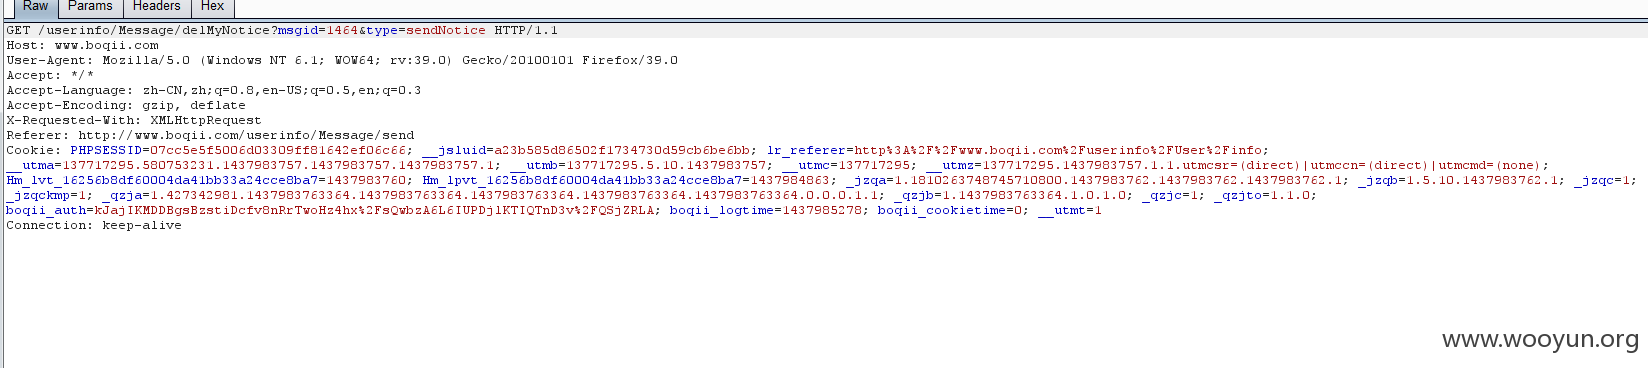 Raw Params Headers Hex
GET /userinfo/Message/delMyNotice?msgid=1464&type=sendNotice HTTP/1.1
Host: www.boqii.com
User-Agent: Mozilla/5.0 (Windows NT 6.1; WOW64; rv:39.0) Gecko/20100101 Firefox/39.0
Accept: */*
Accept-Language: zh-CN,zh;q=0.8,en-US;q=0.5,en;q=0.3
Accept-Encoding: gzip, deflate
X-Requested-With: XMLHttpRequest
Referer: http://www.boqii.com/userinfo/Message/send
Cookie: PHPSESSID=07cc5e5f5006d03309ff81642ef06c66; __jsluid=a23b585d86502f1734730d59cb6be6bb; lr_referer=http%3A%2F%2Fwww.boqii.com%2Fuserinfo%2FUser%2Finfo;
__utma=137717295.580753231.1437983757.1437983757.1437983757.1; __utmb=137717295.5.10.1437983757; __utmc=137717295; __utmz=137717295.1437983757.1.1.utmcsr=(direct)|utmccn=(direct)|utmcmd=(none);
Hm_lvt_16256b8df60004da41bb33a24cce8ba7=1437983760; Hm_lpvt_16256b8df60004da41bb33a24cce8ba7=1437984863; _jzqa=1.1810263748745710800.1437983762.1437983762.1437983762.1; _jzqb=1.5.10.1437983762.1; _jzqc=1;
_jzqckmp=1; _qzja=1.427342981.1437983763364.1437983763364.1437983763364.1437983763364.1437983763364.0.0.0.1.1; _qzjb=1.1437983763364.1.0.1.0; _qzjc=1; _qzjto=1.1.0;
boqii_auth=kJajIKMDDBgsBzstiDcfv8nRrTwoHz4hx%2FsQwbzA6L6IUPDjlKTIQTnD3v%2FQSjZRLA; boqii_logtime=1437985278; boqii_cookietime=0; __utmt=1
Connection: keep-alive
www.wooyun.org